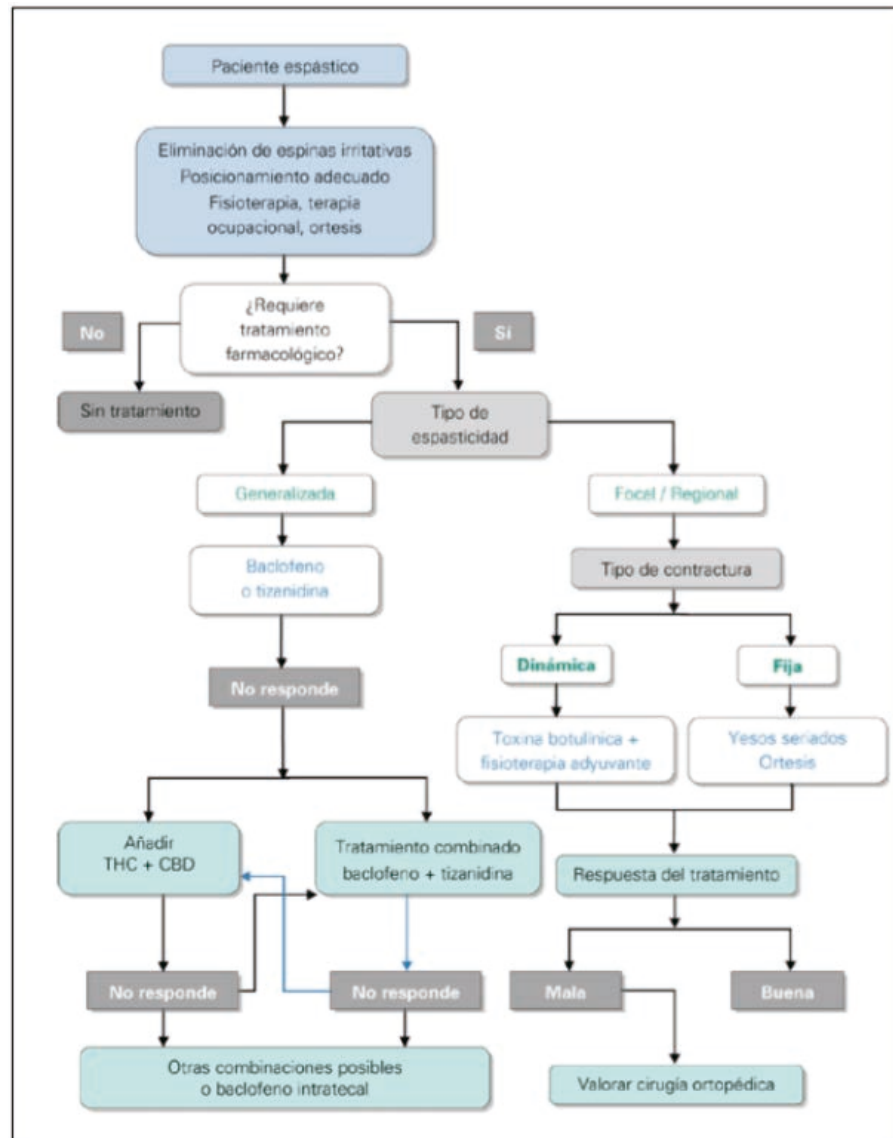 Paciente espástico
Eliminación de espinas irritativas
Posicionamiento adecuado
Fisioterapia, terapia
ocupacional, ortesis
¿Requiere
tratamiento
farmacológico?
No
Sí
Sin tratamiento
Tipo de
espasticidad
Generalizada
Focal / Regional
Baclofeno
o tizanidina
Tipo de contractura
No responde
Dinámica
Fija
Toxina botulínica +
fisioterapia adyuvante
Yesos seriados
Ortesis
Añadir
THC + CBD
Tratamiento combinado
baclofeno + tizanidina
Respuesta del tratamiento
No responde
No responde
Mala
Buena
Otras combinaciones posibles
o baclofeno intratecal
Valorar cirugía ortopédica